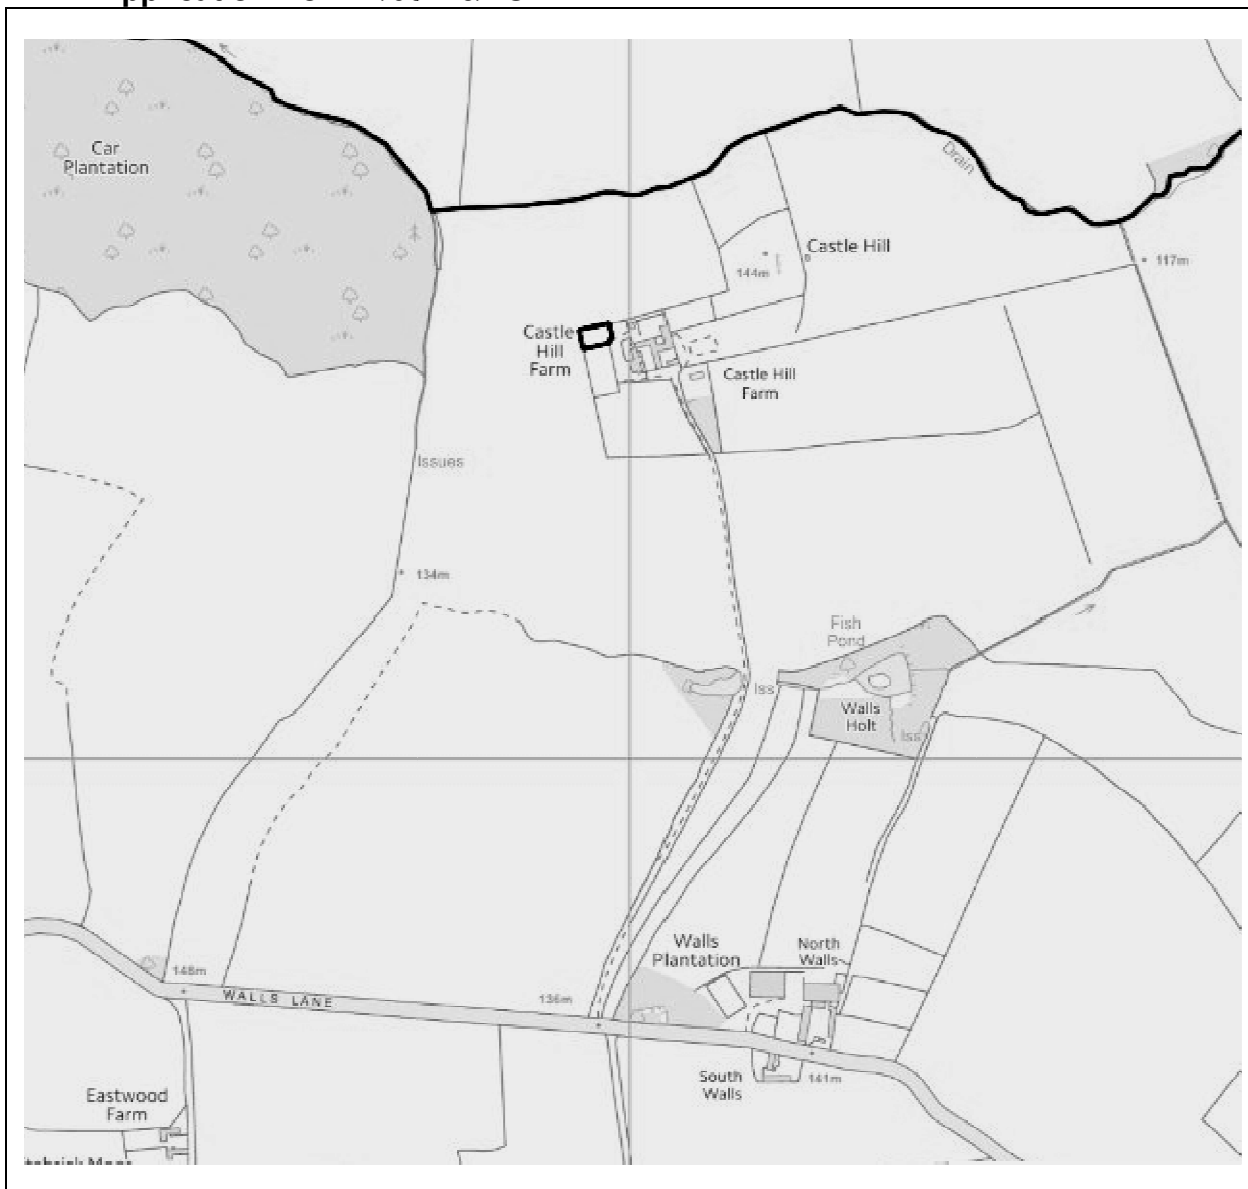 Car
Plantation
Drain
Castle Hill
144m
117m
Castle
Hill
Farm
Castle Hill
Farm
Issues
134m
Fish
Pond
Iss
Walls
Holt
Iss
Walls
Plantation
North
Walls
148m
WALLS LANE
136m
South
Walls
141m
Eastwood
Farm